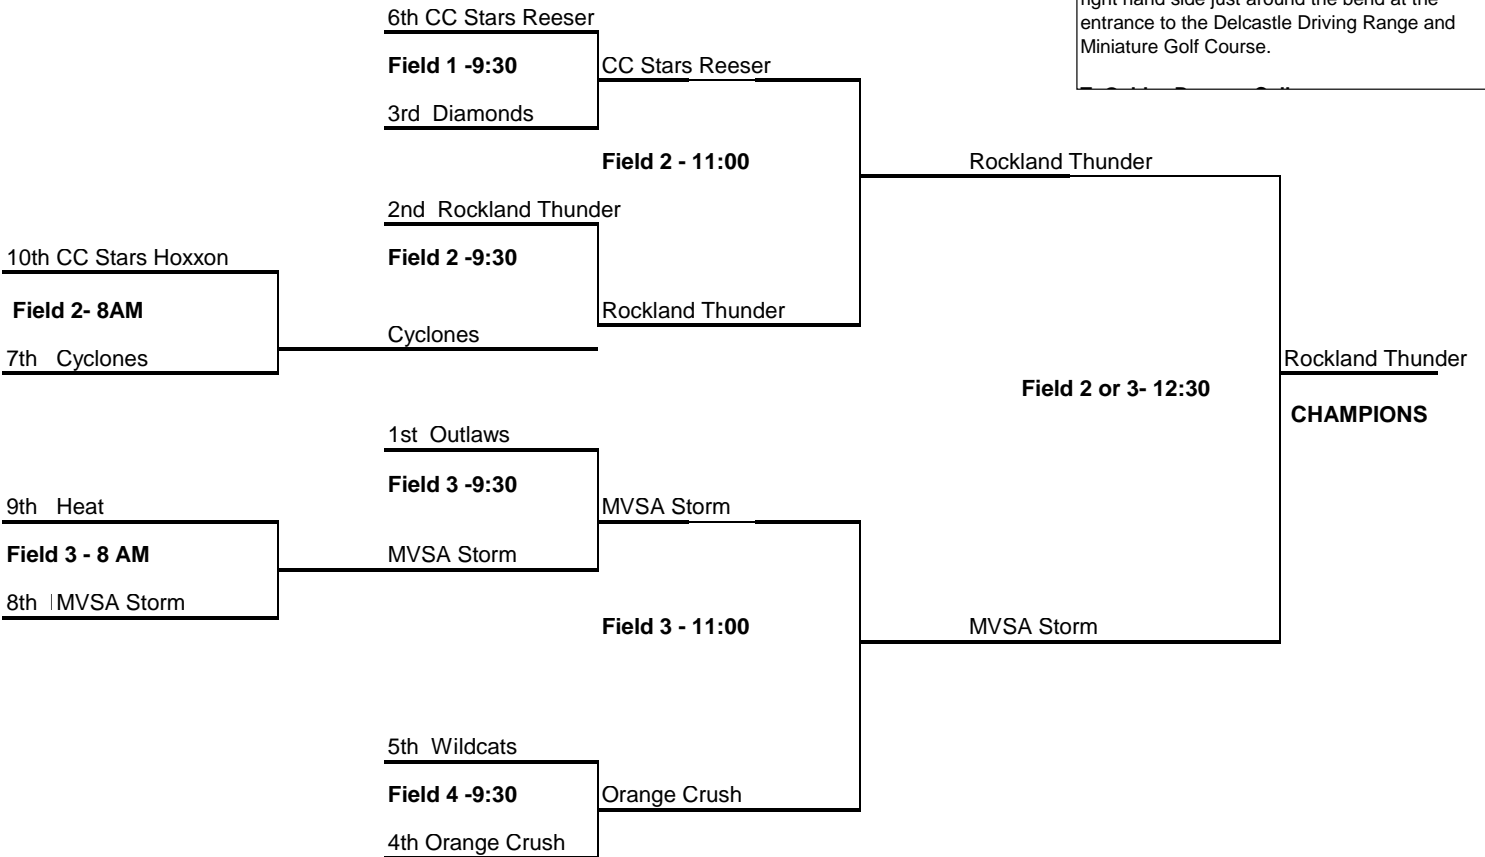 right hand side just around the bend at the
entrance to the Delcastle Driving Range and
Miniature Golf Course.
6th CC Stars Reeser
Field 1 -9:30
CC Stars Reeser
3rd Diamonds
Field 2 - 11:00
Rockland Thunder
2nd Rockland Thunder
10th CC Stars Hoxxon
Field 2 -9:30
Field 2- 8AM
Rockland Thunder
Cyclones
7th Cyclones
Rockland Thunder
Field 2 or 3- 12:30
CHAMPIONS
1st Outlaws
Field 3 -9:30
9th Heat
MVSA Storm
Field 3 - 8 AM
MVSA Storm
8th MVSA Storm
Field 3 - 11:00
MVSA Storm
5th Wildcats
Field 4 -9:30
Orange Crush
4th Orange Crush